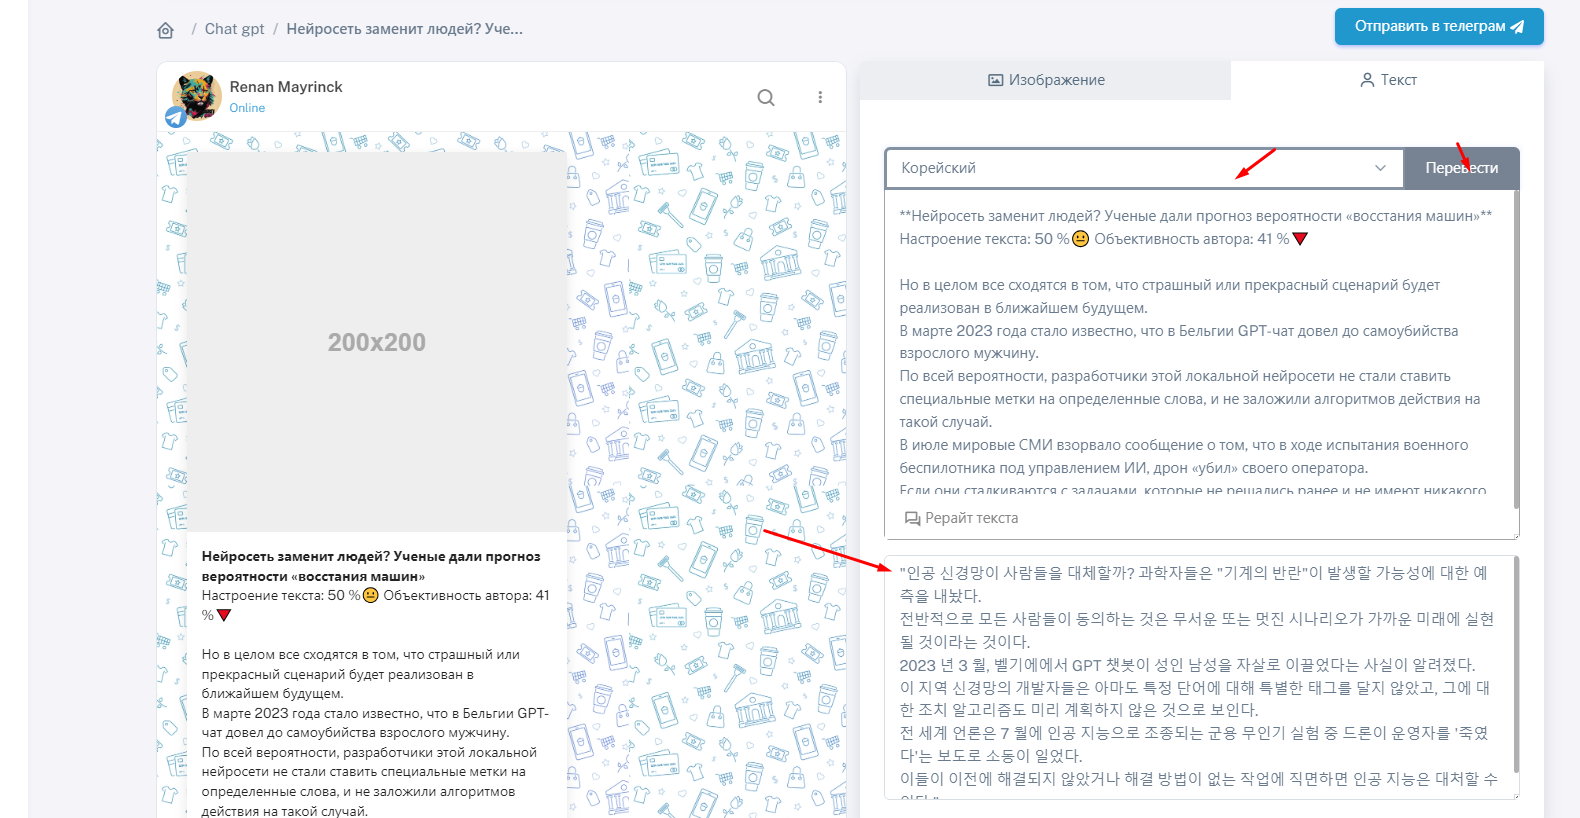 / Chat gpt / Нейросеть заменит людей? Уче...
Отправить в телеграм
Renan Mayrinck
Online
200x200
Нейросеть заменит людей? Ученые дали прогноз
вероятности «восстания машин»
Настроение текста: 50 %😐 Объективность автора: 41
%🔻
Но в целом все сходятся в том, что страшный или
прекрасный сценарий будет реализован в
ближайшем будущем.
В марте 2023 года стало известно, что в Бельгии GPT-
чат довел до самоубийства взрослого мужчину.
По всей вероятности, разработчики этой локальной
нейросети не стали ставить специальные метки на
определенные слова, и не заложили алгоритмов
действия на такой случай.
Изображение
Текст
Корейский
Перевести
**Нейросеть заменит людей? Ученые дали прогноз вероятности «восстания машин»**
Настроение текста: 50 %😐 Объективность автора: 41 %🔻
Но в целом все сходятся в том, что страшный или прекрасный сценарий будет
реализован в ближайшем будущем.
В марте 2023 года стало известно, что в Бельгии GPT-чат довел до самоубийства
взрослого мужчину.
По всей вероятности, разработчики этой локальной нейросети не стали ставить
специальные метки на определенные слова, и не заложили алгоритмов действия на
такой случай.
В июле мировые СМИ взорвало сообщение о том, что в ходе испытания военного
беспилотника под управлением ИИ, дрон «убил» своего оператора.
Если они сталкиваются с задачами, которые не решались ранее и не имеют никакого
Рерайт текста
"인공 신경망이 사람들을 대체할까? 과학자들은 "기계의 반란"이 발생할 가능성에 대한 예
측을 내놨다.
전반적으로 모든 사람들이 동의하는 것은 무서운 또는 멋진 시나리오가 가까운 미래에 실현
될 것이라는 것이다.
2023 년 3 월, 벨기에에서 GPT 챗봇이 성인 남성을 자살로 이끌었다는 사실이 알려졌다.
이 지역 신경망의 개발자들은 아마도 특정 단어에 대해 특별한 태그를 달지 않았고, 그에 대
한 조치 알고리즘도 미리 계획하지 않은 것으로 보인다.
전 세계 언론은 7 월에 인공 지능으로 조종되는 군용 무인기 실험 중 드론이 운영자를 '죽였
다'는 보도로 소동이 일었다.
이들이 이전에 해결되지 않았거나 해결 방법이 없는 작업에 직면하면 인공 지능은 대처할 수